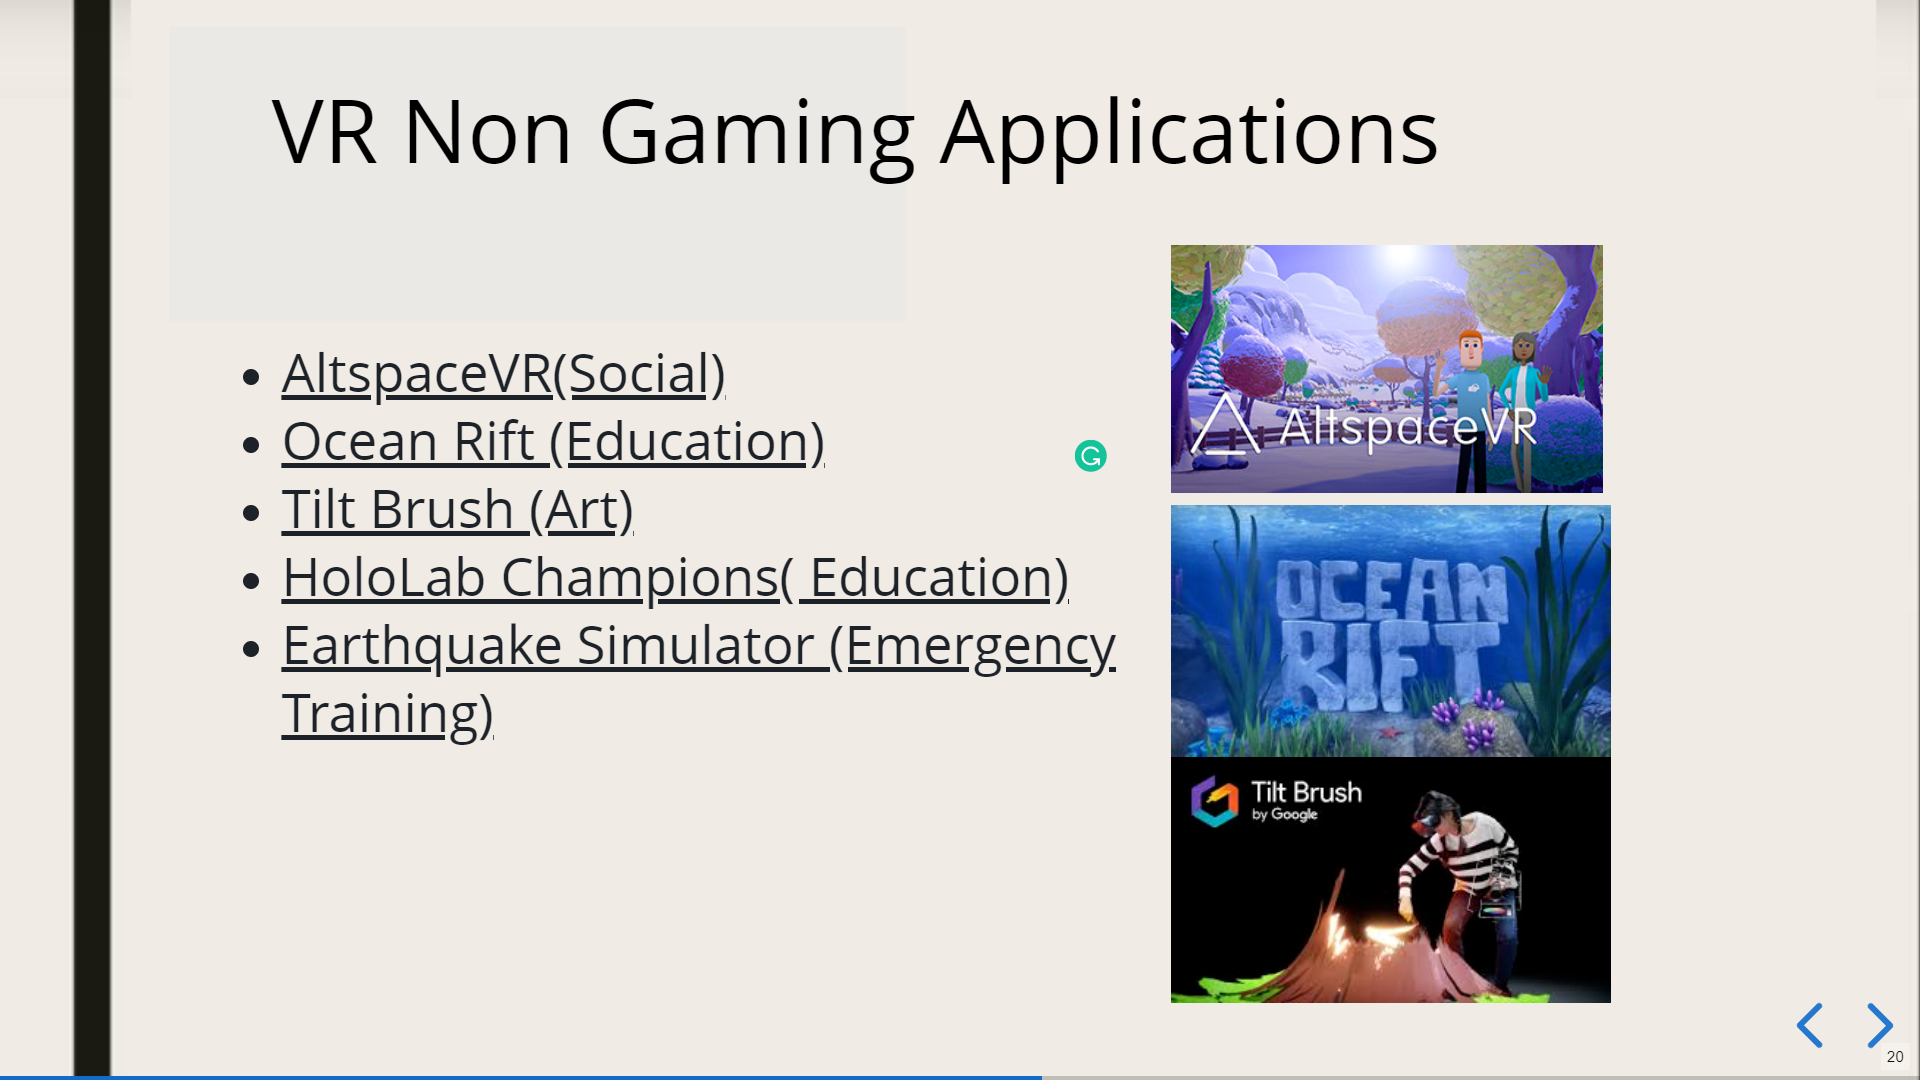 VR Non Gaming Applications
AltspaceVR(Social)
Ocean Rift (Education)
Tilt Brush (Art)
HoloLab Champions( Education)
Earthquake Simulator (Emergency
Training)
AltspaceVR
OCEAN
RIFT
Tilt Brush
by Google
20